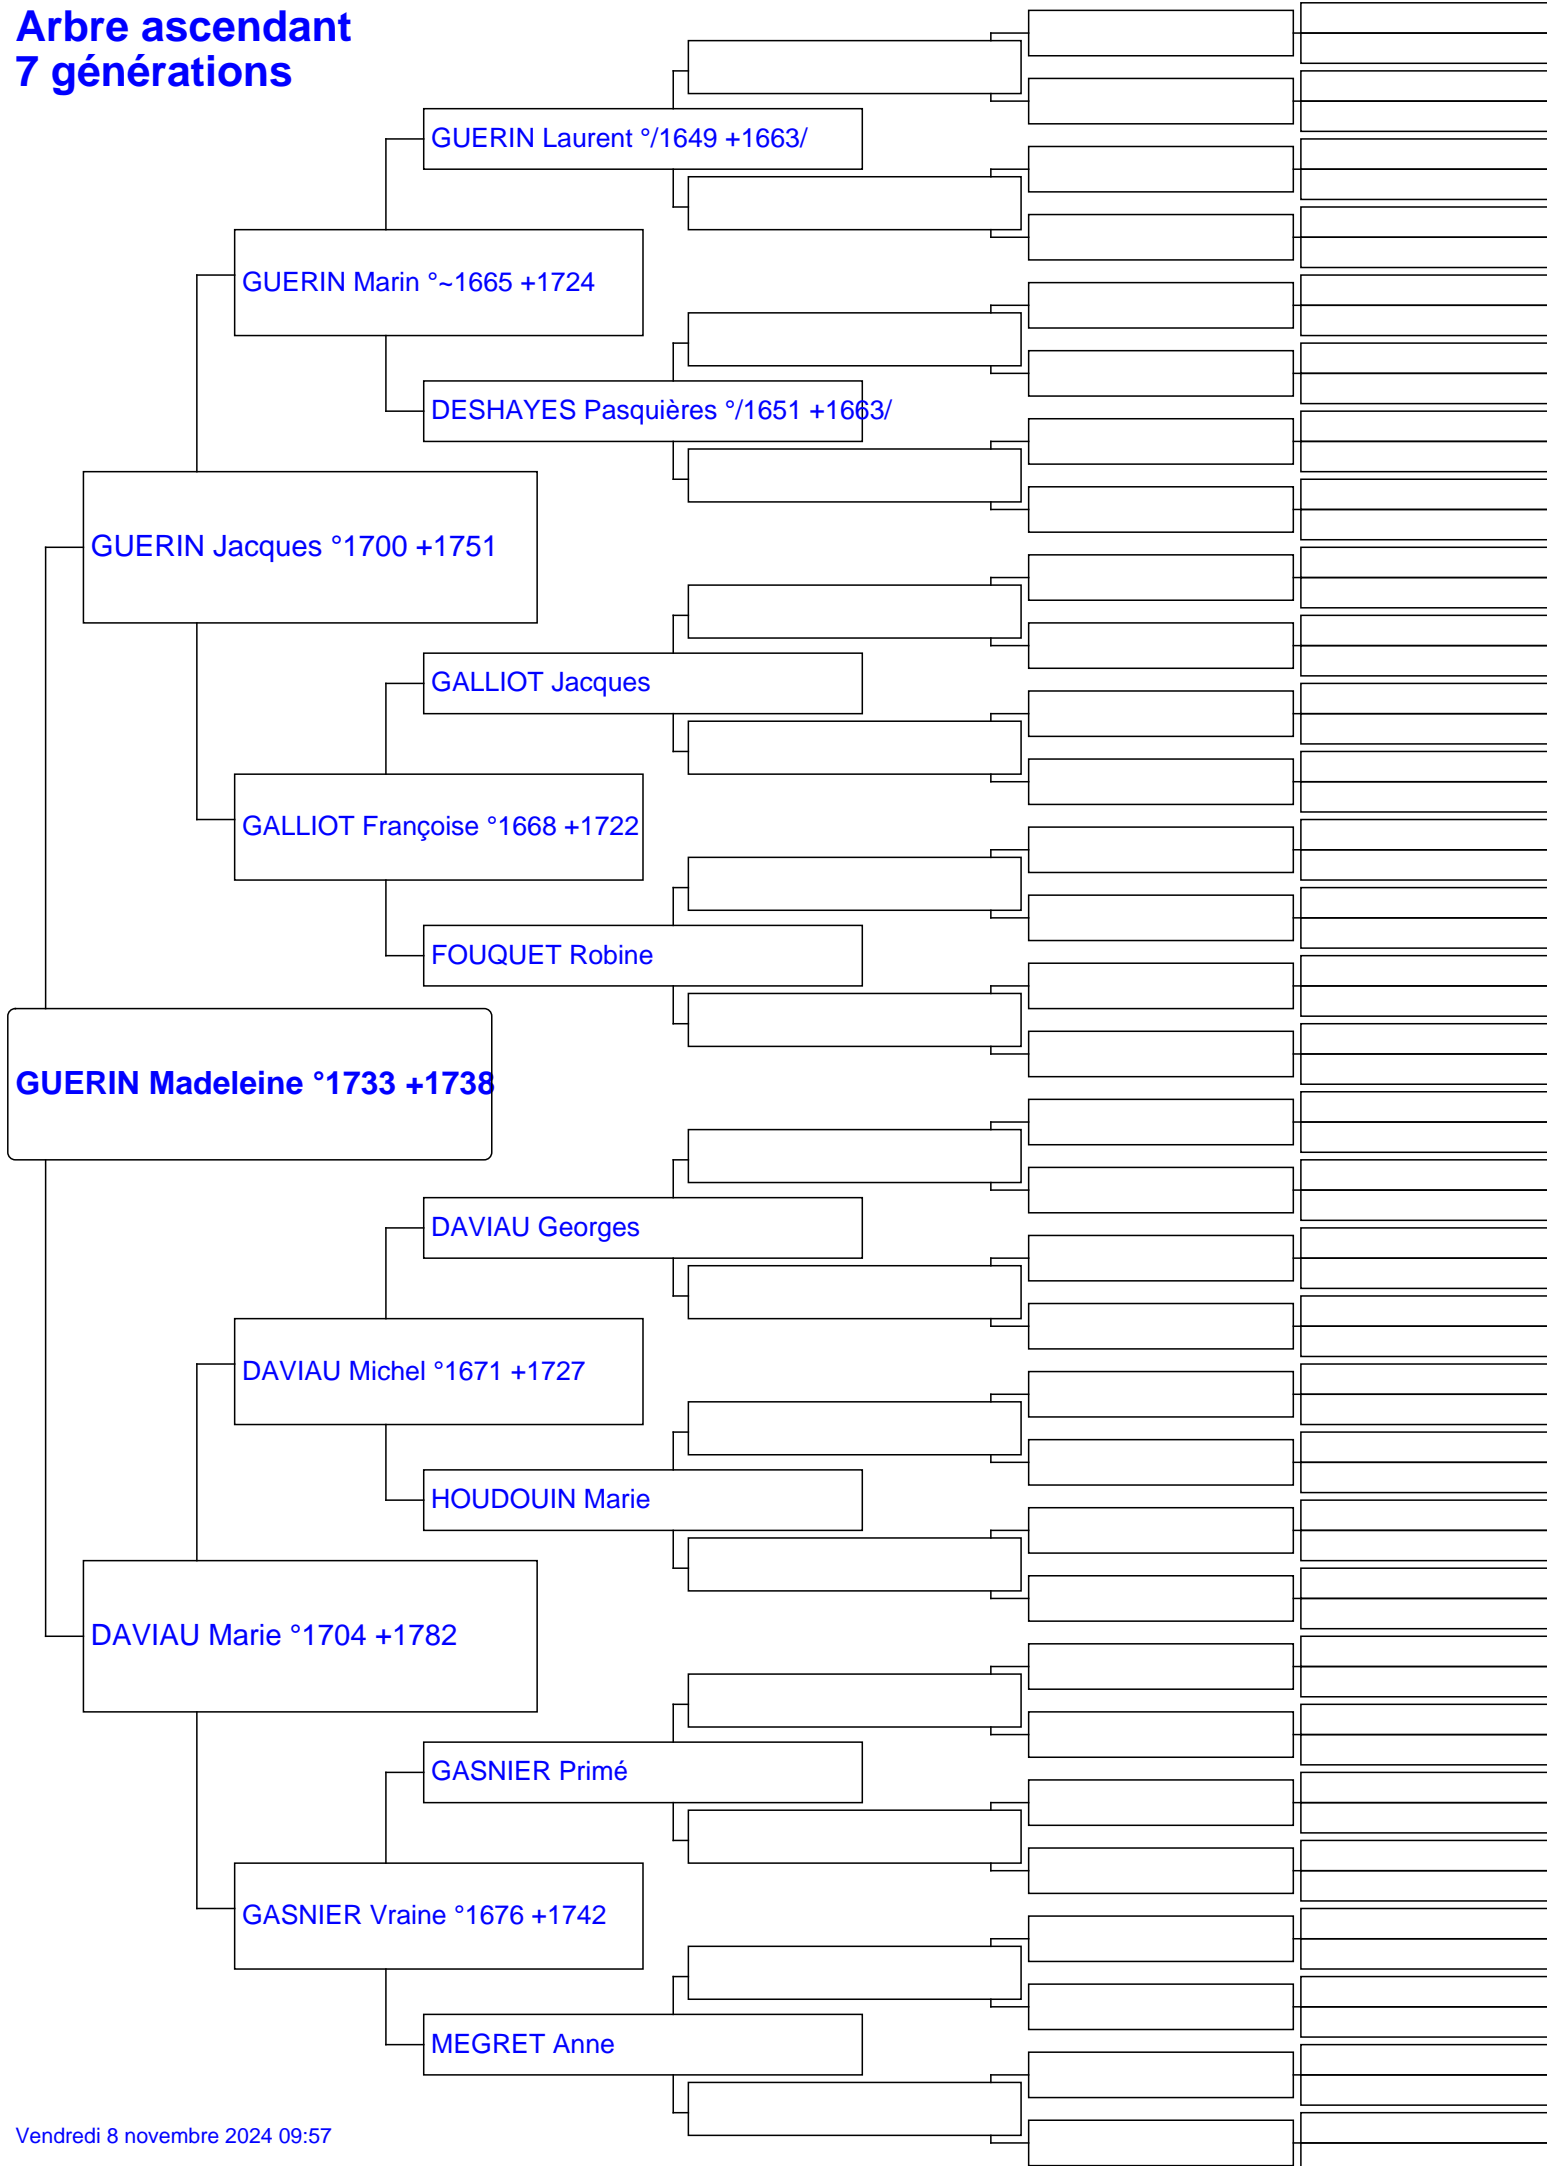 Arbre ascendant
7 générations
GUERIN Laurent °/1649 +1663/
GUERIN Marin °~1665 +1724
DESHAYES Pasquières °/1651 +1663/
GUERIN Jacques °1700 +1751
GALLIOT Jacques
GALLIOT Françoise °1668 +1722
FOUQUET Robine
GUERIN Madeleine °1733 +1738
DAVIAU Georges
DAVIAU Michel °1671 +1727
HOUDOUIN Marie
DAVIAU Marie °1704 +1782
GASNIER Primé
GASNIER Vraine °1676 +1742
MEGRET Anne
Vendredi 8 novembre 2024 09:57